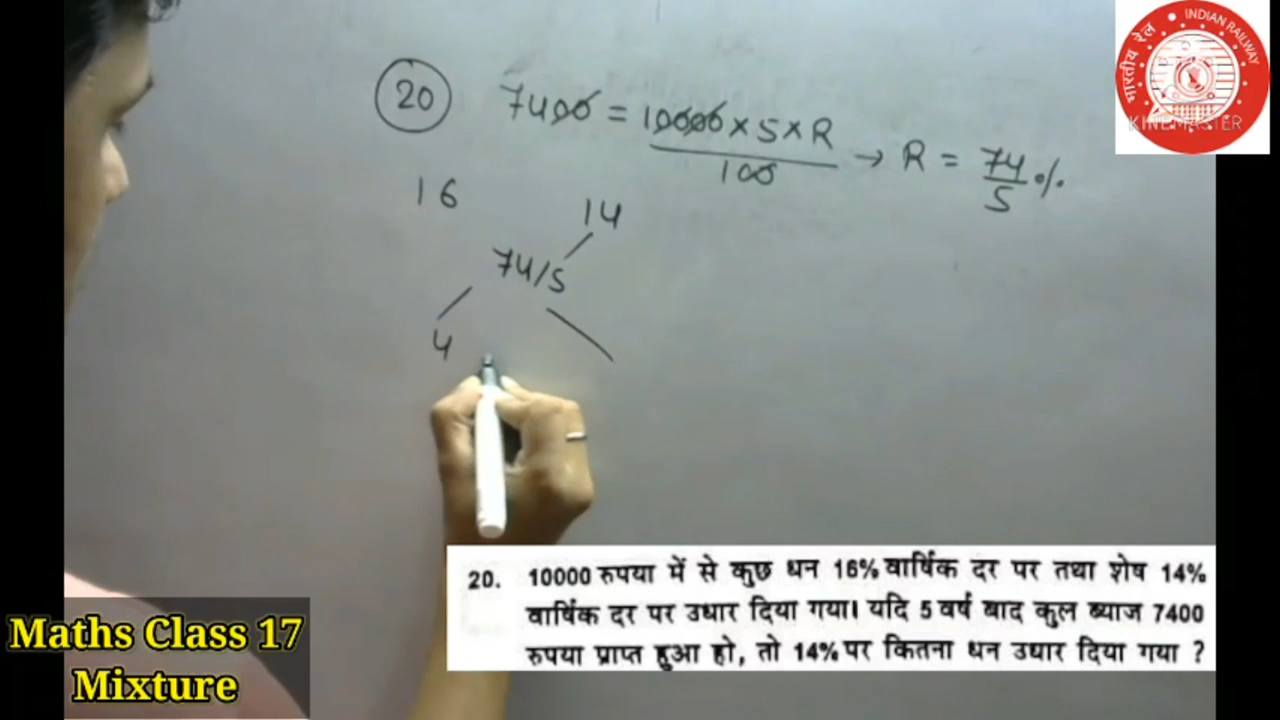 भारतीय रेल INDIAN RAILWAY
KINEMASTER
20 7400 = 10000 × 5 × R / 100 → R = 74/5 %
16 14
74/5
4
20. 10000 रुपया में से कुछ धन 16% वार्षिक दर पर तथा शेष 14%
वार्षिक दर पर उधार दिया गया। यदि 5 वर्ष बाद कुल ब्याज 7400
रुपया प्राप्त हुआ हो, तो 14% पर कितना धन उधार दिया गया ?
Maths Class 17
Mixture